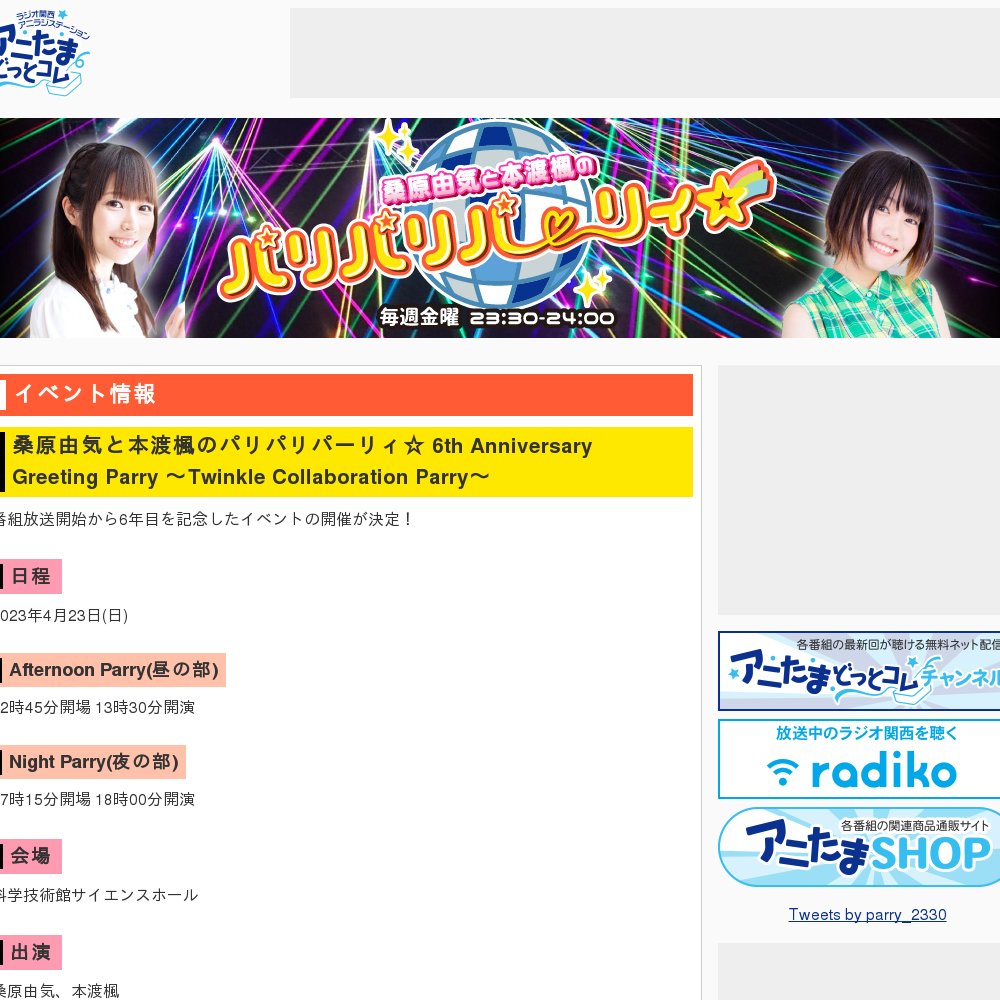 ラジオ関西
アニラジステーション
アニたま
どっとコレ
桑原由気と本渡楓の
パリパリパーリィ☆
毎週金曜 23:30-24:00
イベント情報
桑原由気と本渡楓のパリパリパーリィ☆ 6th Anniversary
Greeting Parry ～Twinkle Collaboration Parry～
番組放送開始から6年目を記念したイベントの開催が決定！
日程
023年4月23日(日)
Afternoon Parry(昼の部)
2時45分開場 13時30分開演
Night Parry(夜の部)
7時15分開場 18時00分開演
会場
科学技術館サイエンスホール
出演
桑原由気、本渡楓
各番組の最新回が聴ける無料ネット配信
アニたまどっとコレ チャンネル
放送中のラジオ関西を聴く
radiko
各番組の関連商品通販サイト
アニたまSHOP
Tweets by parry_2330